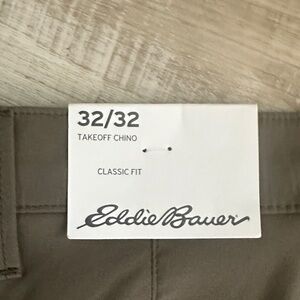 32/32
TAKEOFF CHINO
CLASSIC FIT
Eddie Bauer